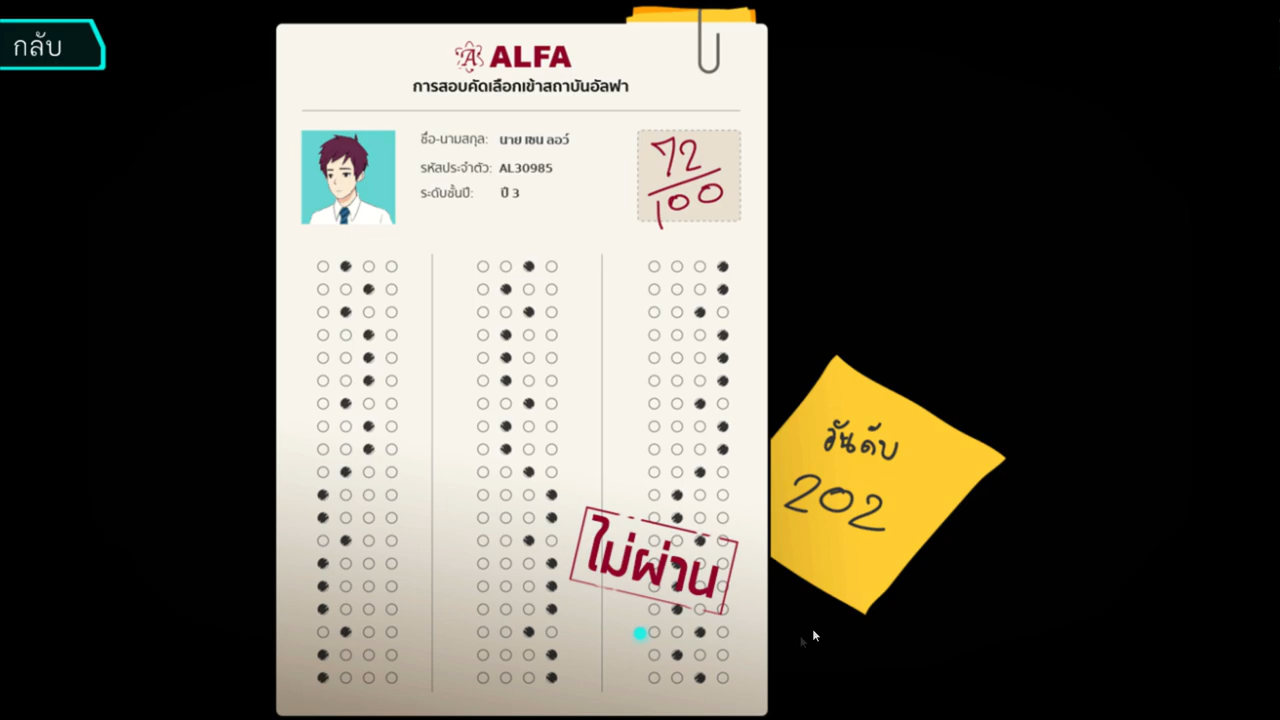 กลับ
ALFA
การสอบคัดเลือกเข้าสถาบันอัลฟา
ชื่อ-นามสกุล: นาย เซน ลอว์
รหัสประจำตัว: AL30985
ระดับชั้นปี: ปี 3
72
100
ไม่ผ่าน
อันดับ
202